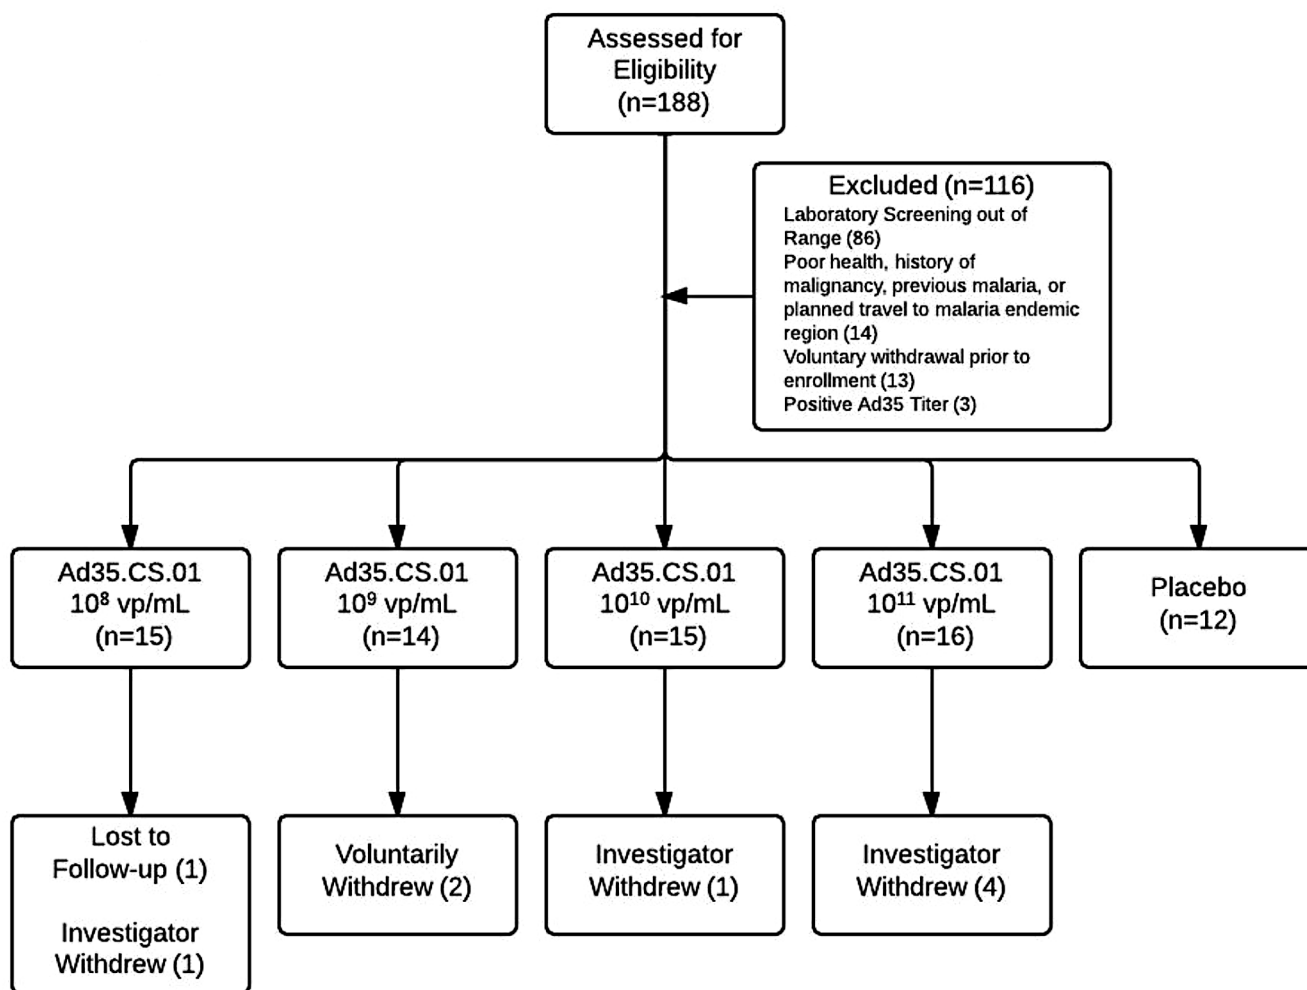 Assessed for
Eligibility
(n=188)
Excluded (n=116)
Laboratory Screening out of
Range (86)
Poor health, history of
malignancy, previous malaria, or
planned travel to malaria endemic
region (14)
Voluntary withdrawal prior to
enrollment (13)
Positive Ad35 Titer (3)
Ad35.CS.01
10⁸ vp/mL
(n=15)
Ad35.CS.01
10⁹ vp/mL
(n=14)
Ad35.CS.01
10¹⁰ vp/mL
(n=15)
Ad35.CS.01
10¹¹ vp/mL
(n=16)
Placebo
(n=12)
Lost to
Follow-up (1)
Investigator
Withdrew (1)
Voluntarily
Withdrew (2)
Investigator
Withdrew (1)
Investigator
Withdrew (4)